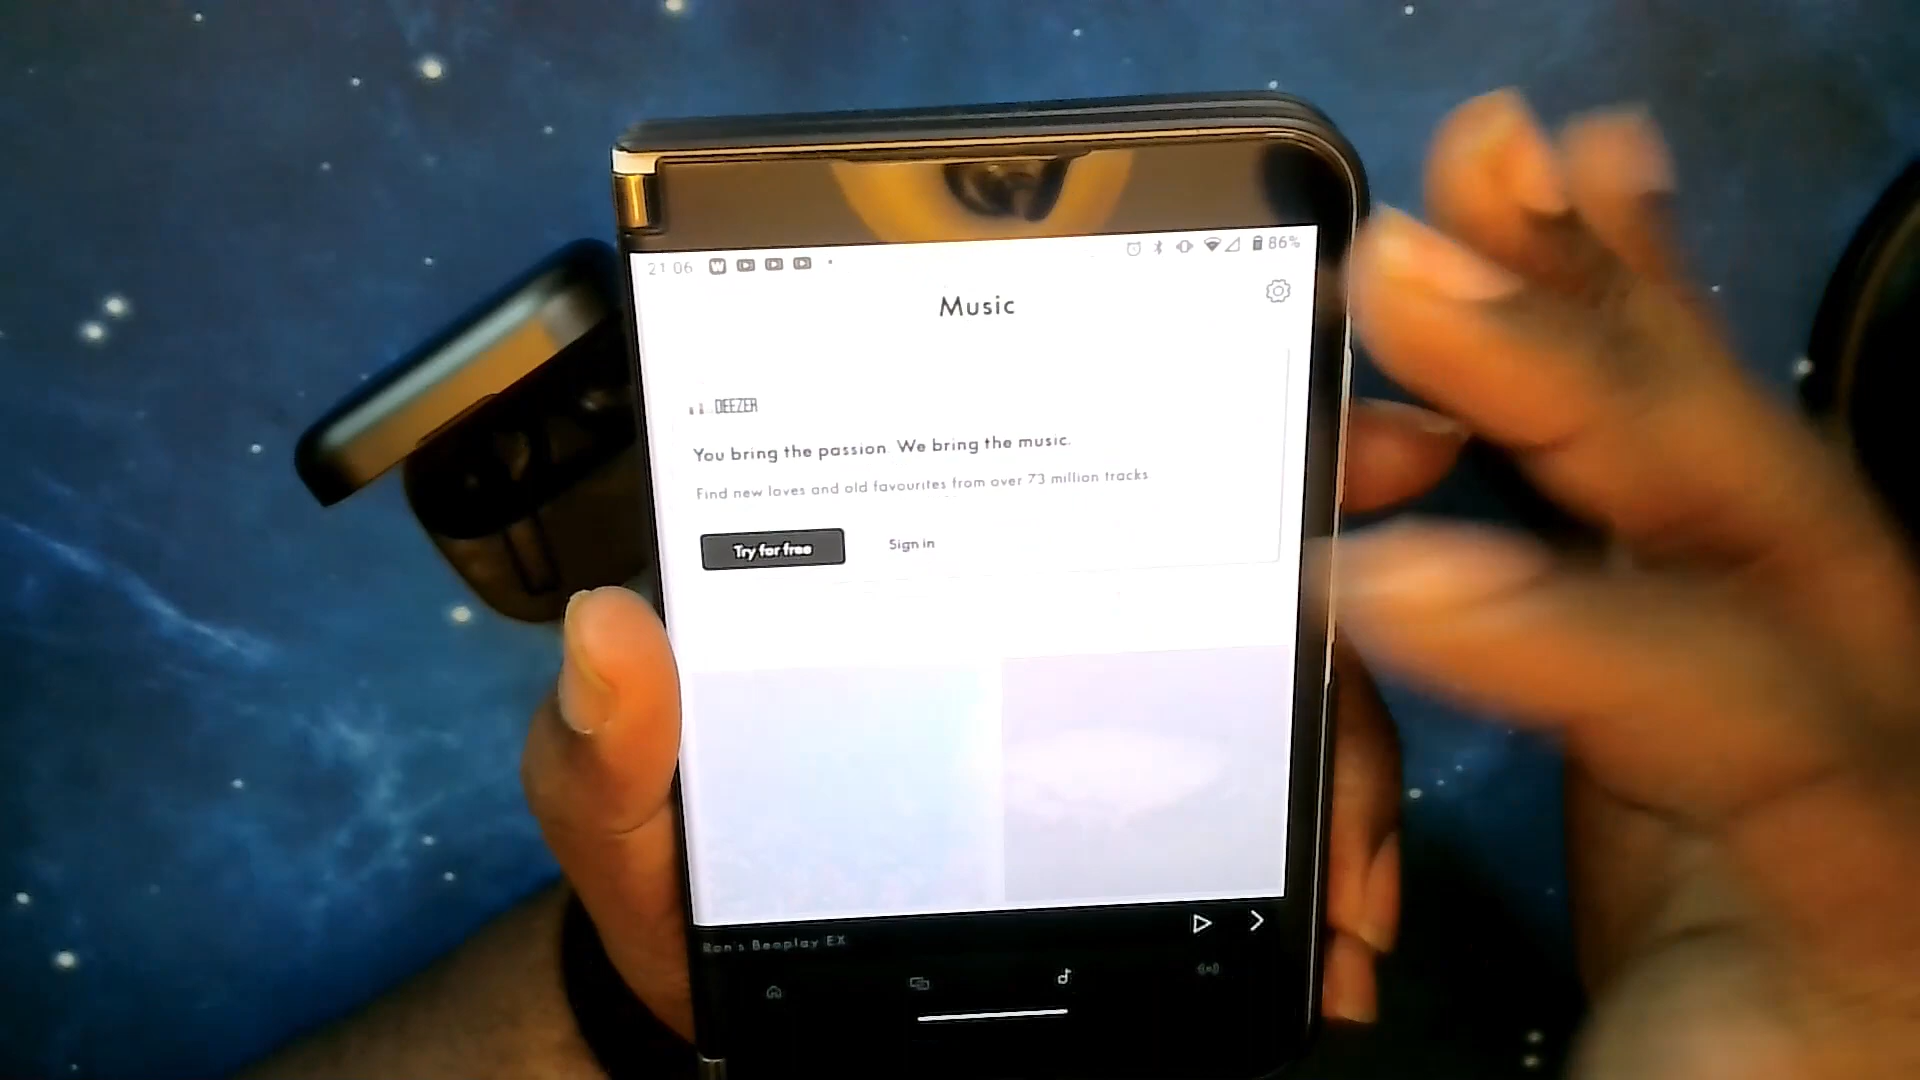 21:06
86%
Music
DEEZER
You bring the passion. We bring the music.
Find new loves and old favourites from over 73 million tracks
Try for free
Sign in
Ron's Beoplay EX